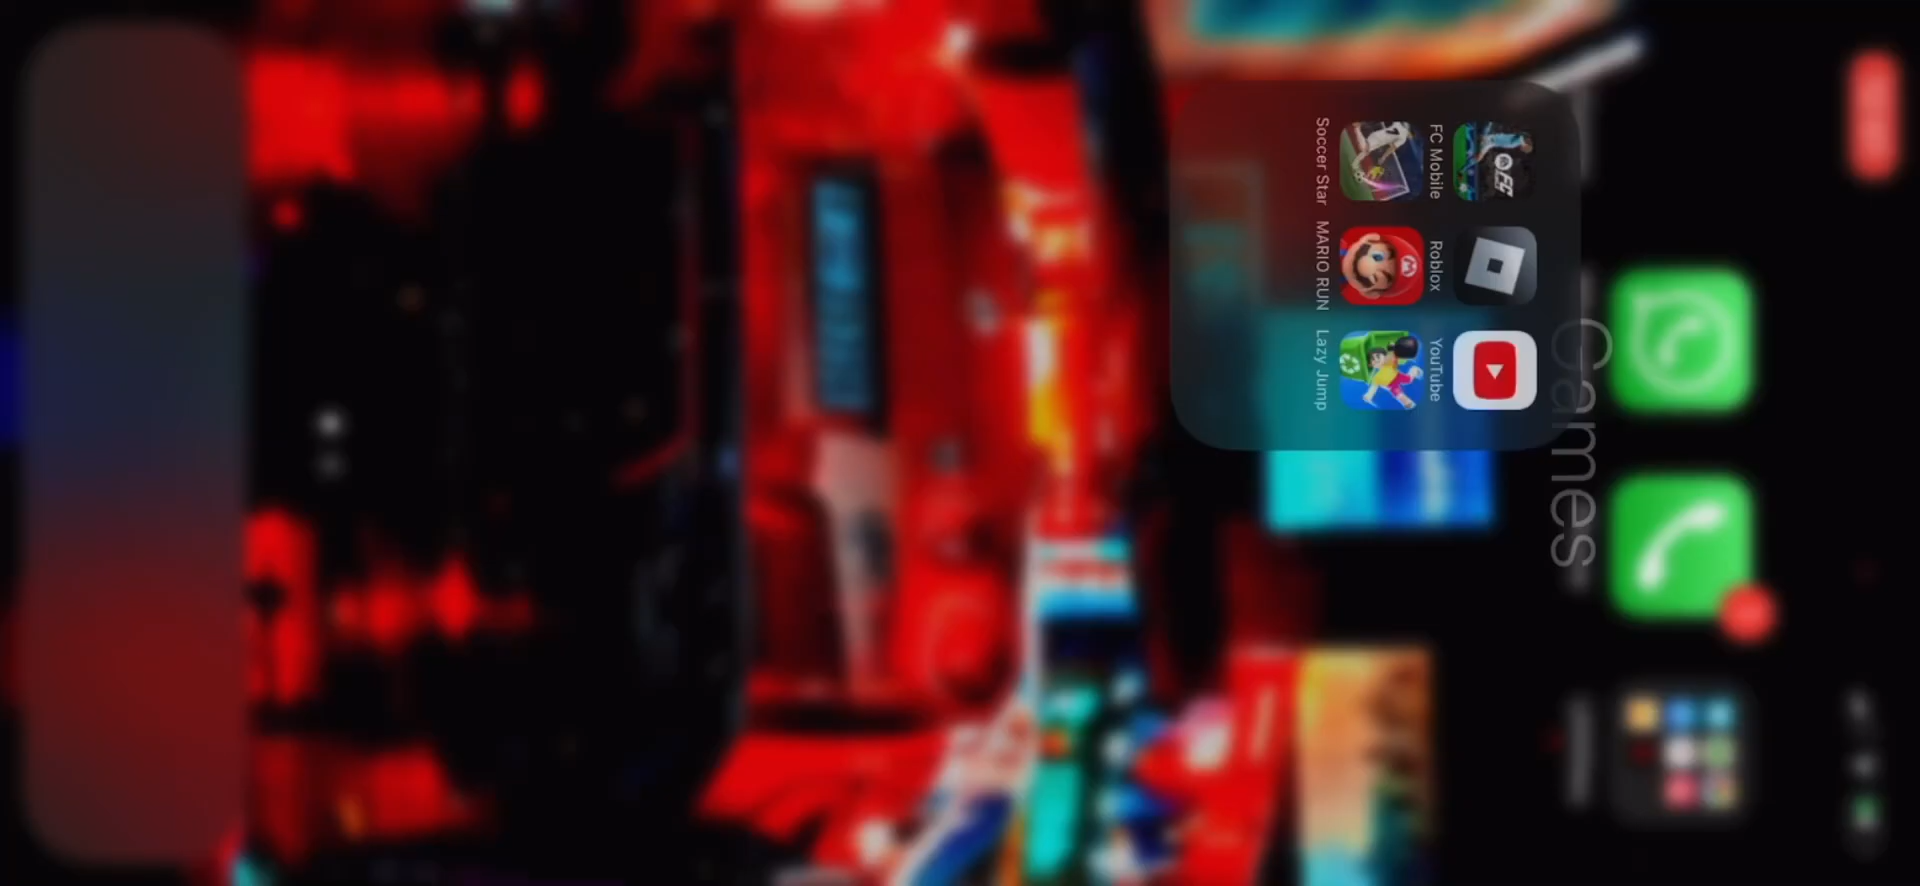 Games
FC Mobile
Roblox
YouTube
Soccer Star
MARIO RUN
Lazy Jump